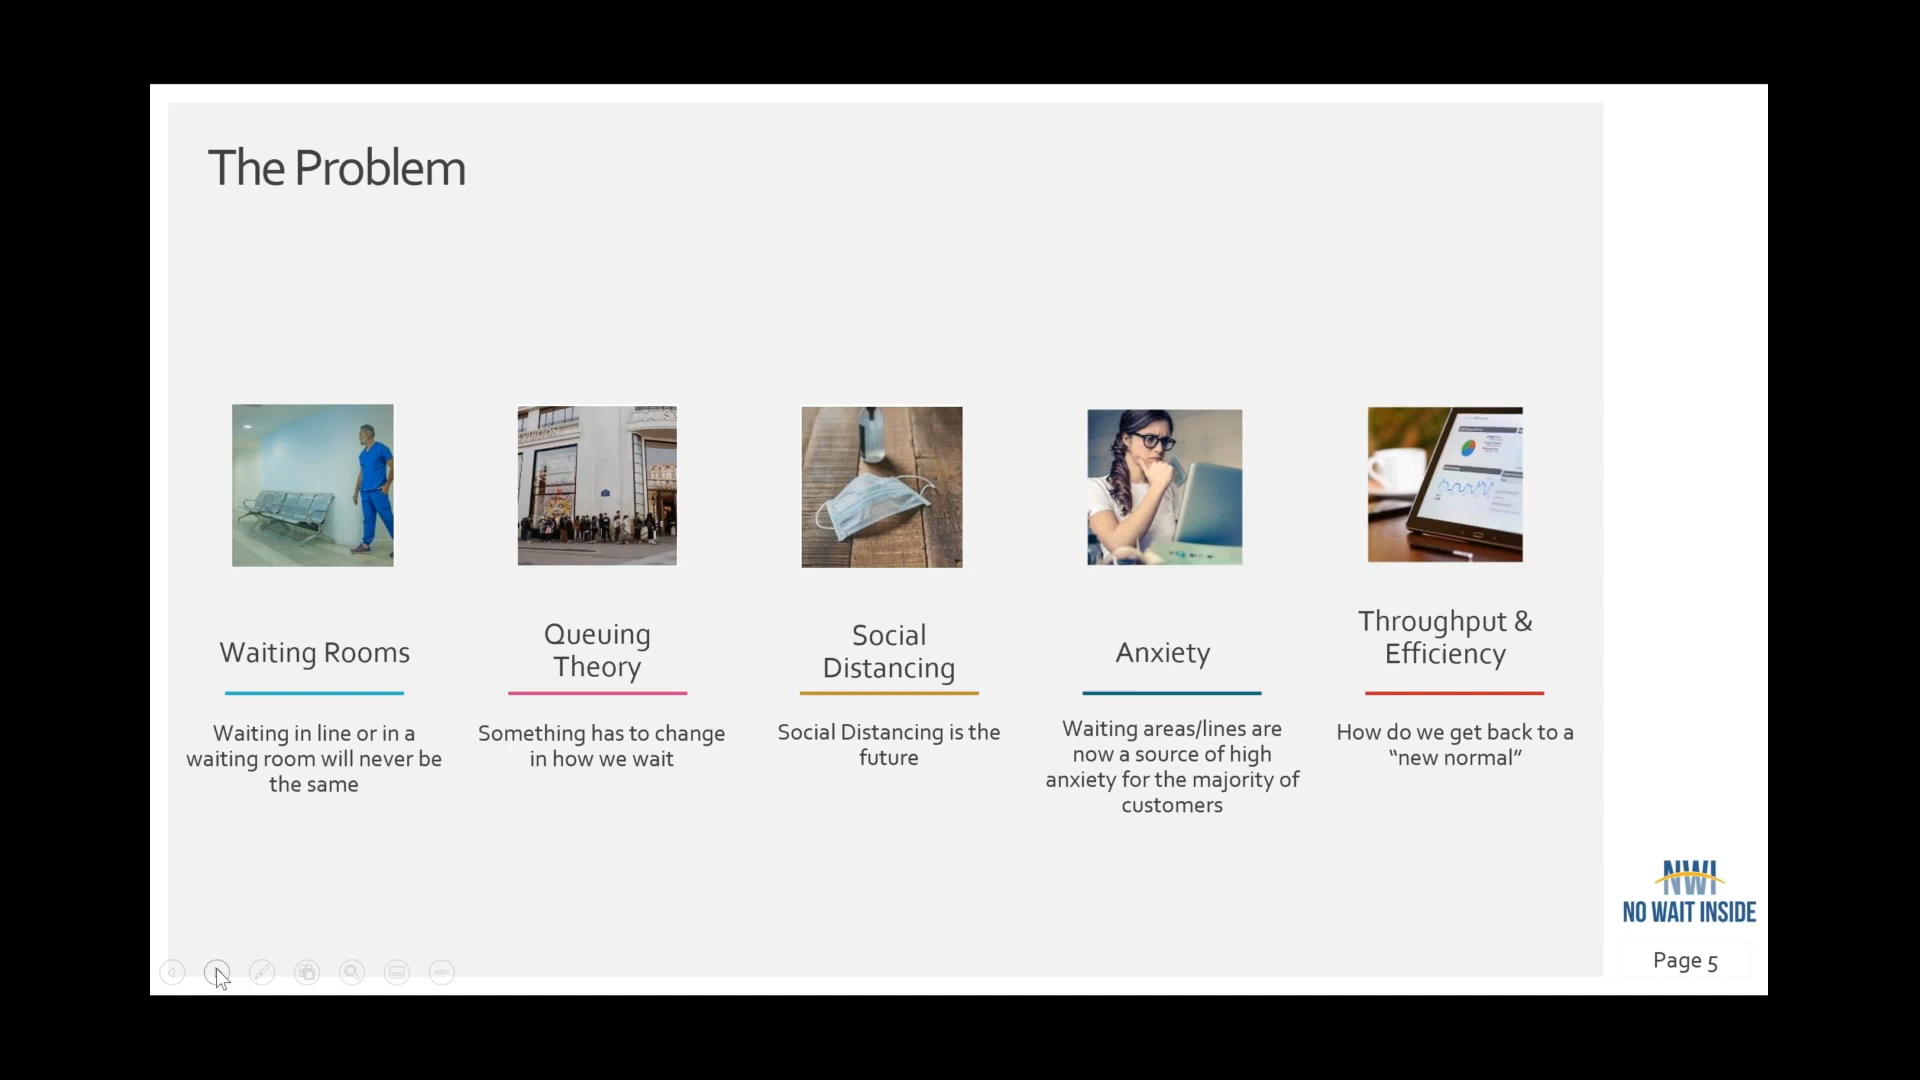 The Problem
Waiting Rooms
Waiting in line or in a
waiting room will never be
the same
Queuing
Theory
Something has to change
in how we wait
Social
Distancing
Social Distancing is the
future
Anxiety
Waiting areas/lines are
now a source of high
anxiety for the majority of
customers
Throughput &
Efficiency
How do we get back to a
“new normal”
NWI
NO WAIT INSIDE
Page 5